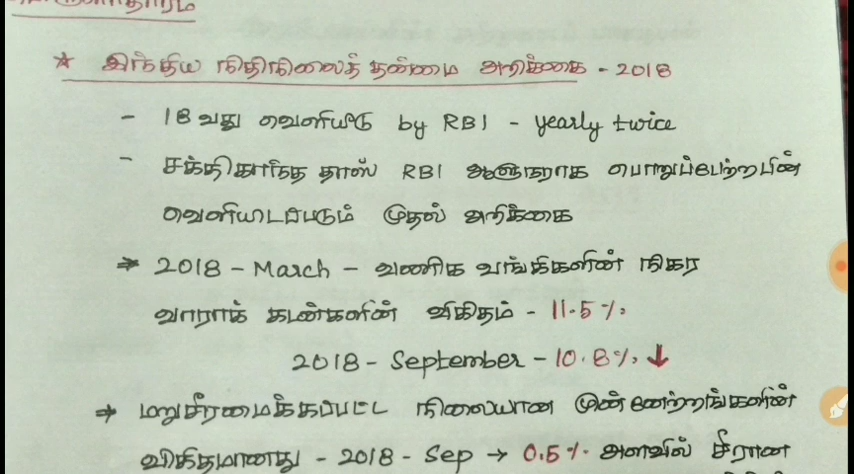 பொருளாதாரம்
* இந்திய நிதிநிலைத் தன்மை அறிக்கை - 2018
- 18 வது வெளியீடு by RBI - yearly twice
- சக்திகாந்த தாஸ் RBI ஆளுநராக பொறுப்பேற்றபின்
வெளியிடப்படும் முதல் அறிக்கை
→ 2018 - March - வணிக வங்கிகளின் நிகர
வாராக் கடன்களின் விகிதம் - 11.5%
2018 - September - 10.8% ↓
→ மறுசீரமைக்கப்பட்ட நிலையான முன்னேற்றங்களின்
விகிதமானது - 2018 - Sep → 0.5% அளவில் சீரான